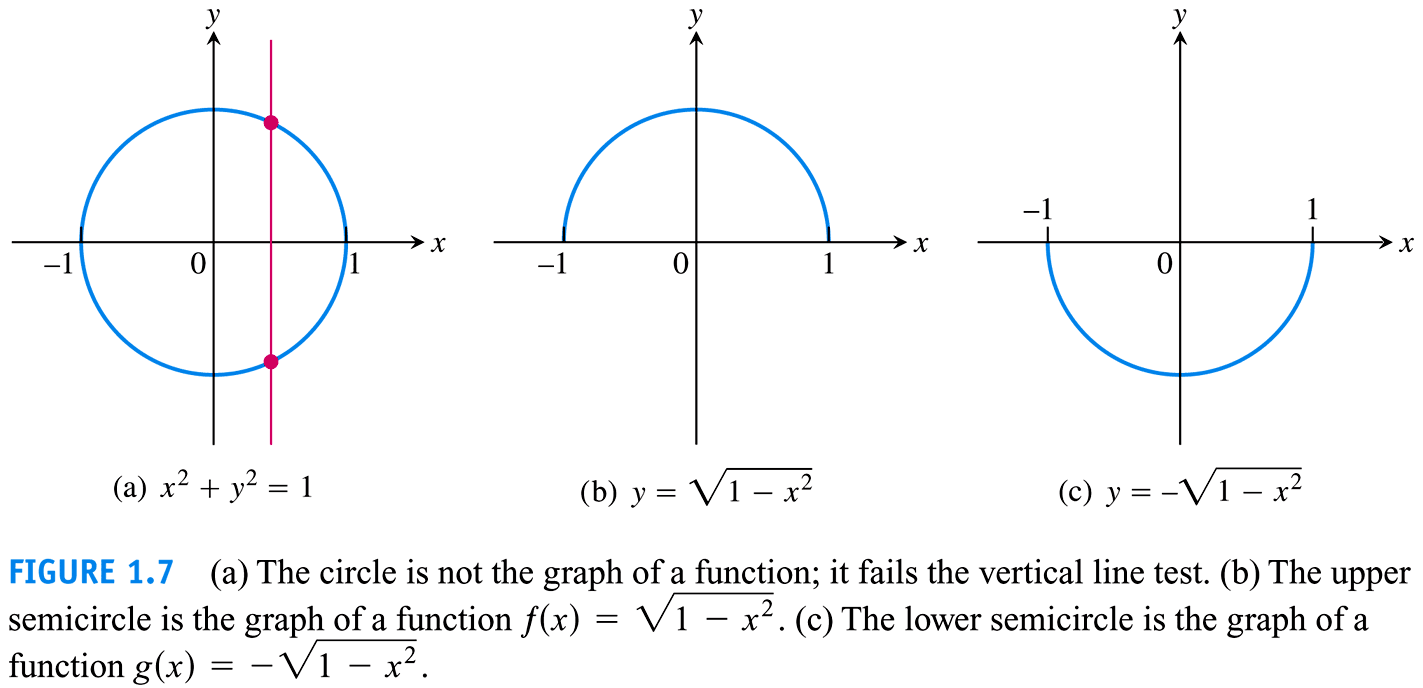 y
x
–1
0
1
(a) x² + y² = 1
y
x
–1
0
1
(b) y = √(1 − x²)
y
x
–1
1
0
(c) y = –√(1 − x²)
FIGURE 1.7 (a) The circle is not the graph of a function; it fails the vertical line test. (b) The upper
semicircle is the graph of a function f(x) = √(1 − x²). (c) The lower semicircle is the graph of a
function g(x) = −√(1 − x²).